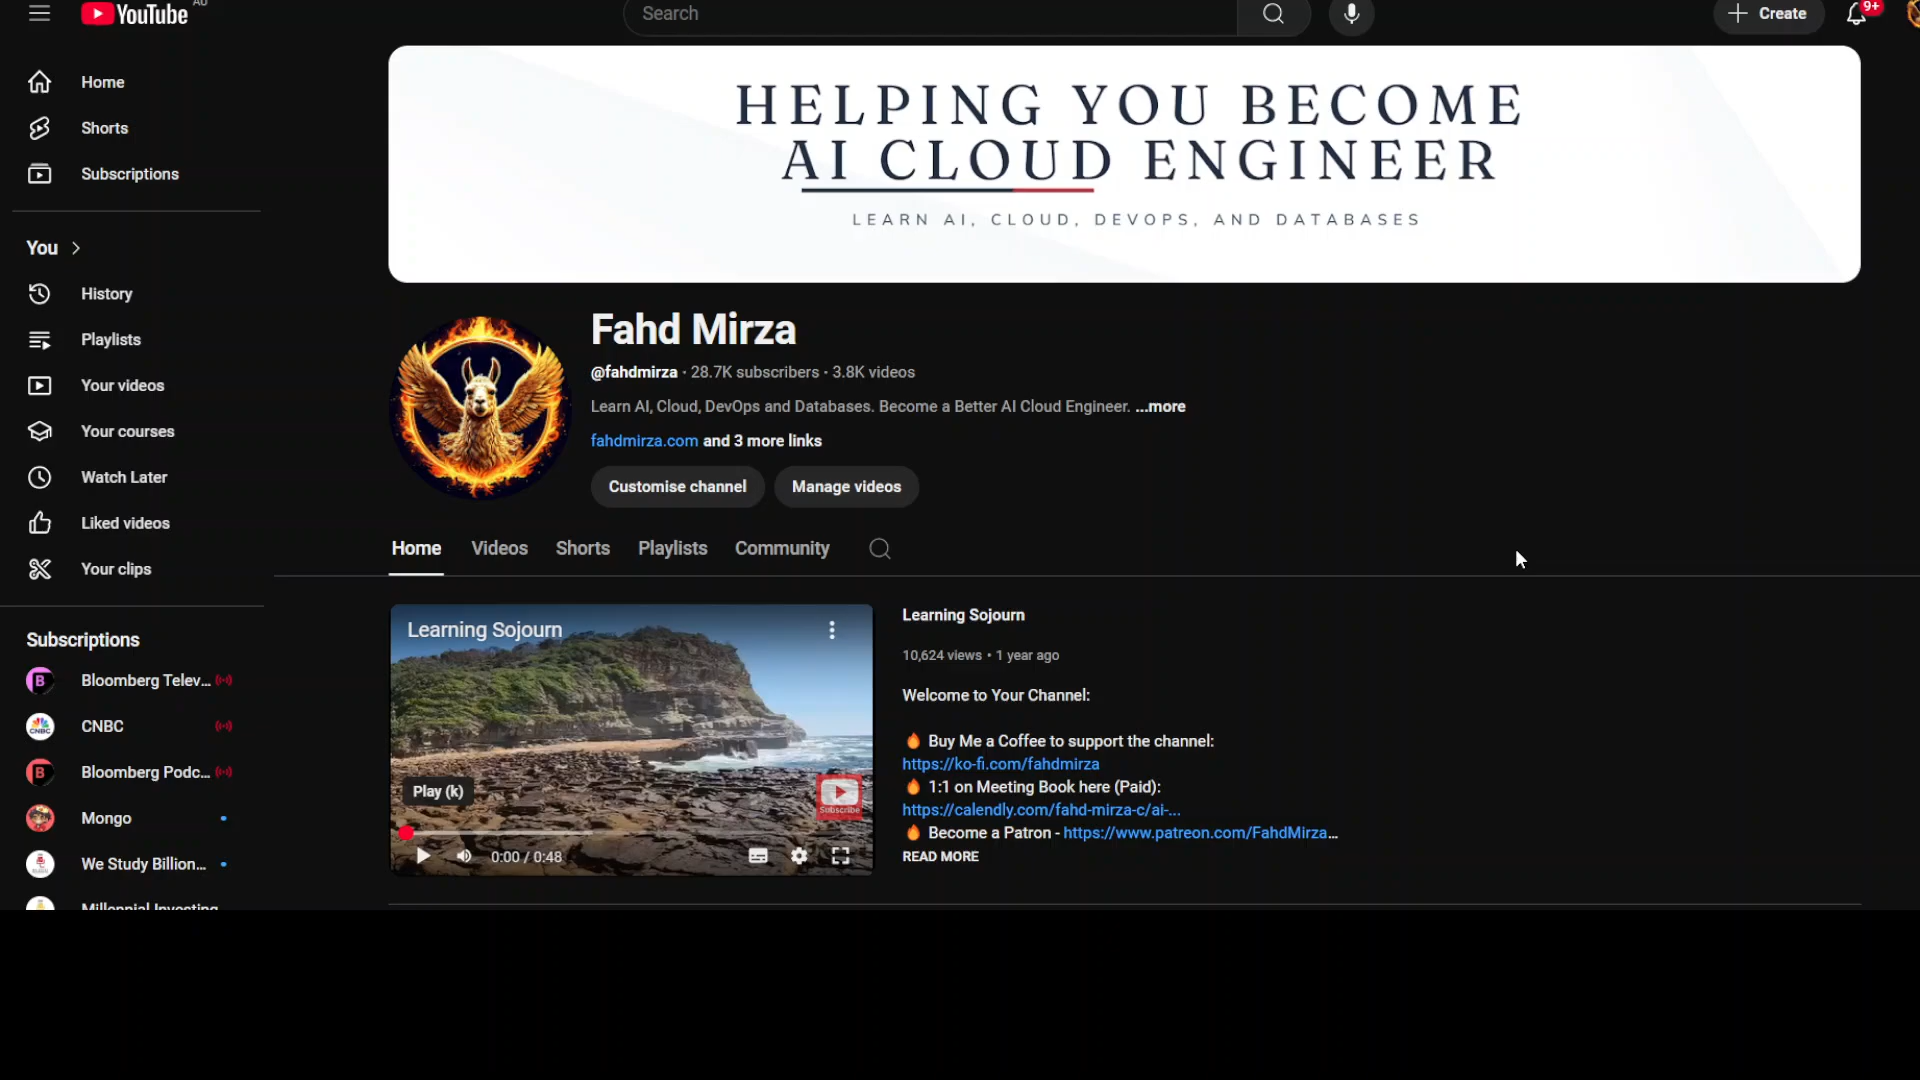 YouTube AU
Search
Create
9+
Home
Shorts
Subscriptions
You
History
Playlists
Your videos
Your courses
Watch Later
Liked videos
Your clips
Subscriptions
Bloomberg Telev...
CNBC
Bloomberg Podc...
Mongo
We Study Billion...
Millennial Investing
HELPING YOU BECOME
AI CLOUD ENGINEER
LEARN AI, CLOUD, DEVOPS, AND DATABASES
Fahd Mirza
@fahdmirza · 28.7K subscribers · 3.8K videos
Learn AI, Cloud, DevOps and Databases. Become a Better AI Cloud Engineer. ...more
fahdmirza.com and 3 more links
Customise channel
Manage videos
Home Videos Shorts Playlists Community
Learning Sojourn
Play (k)
Subscribe
0:00 / 0:48
Learning Sojourn
10,624 views • 1 year ago
Welcome to Your Channel:
🔥 Buy Me a Coffee to support the channel:
https://ko-fi.com/fahdmirza
🔥 1:1 on Meeting Book here (Paid):
https://calendly.com/fahd-mirza-c/ai-...
🔥 Become a Patron - https://www.patreon.com/FahdMirza...
READ MORE